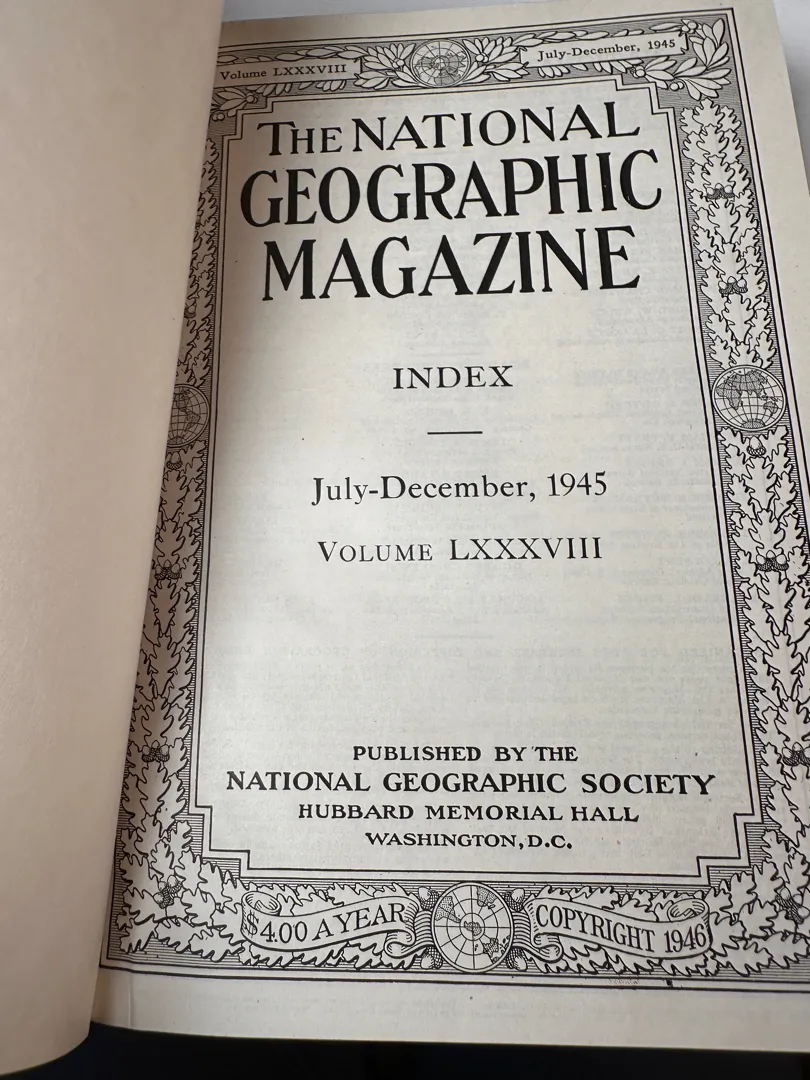 Volume LXXXVIII
July-December, 1945
THE NATIONAL
GEOGRAPHIC
MAGAZINE
INDEX
July-December, 1945
VOLUME LXXXVIII
PUBLISHED BY THE
NATIONAL GEOGRAPHIC SOCIETY
HUBBARD MEMORIAL HALL
WASHINGTON, D.C.
$4.00 A YEAR
COPYRIGHT 1946